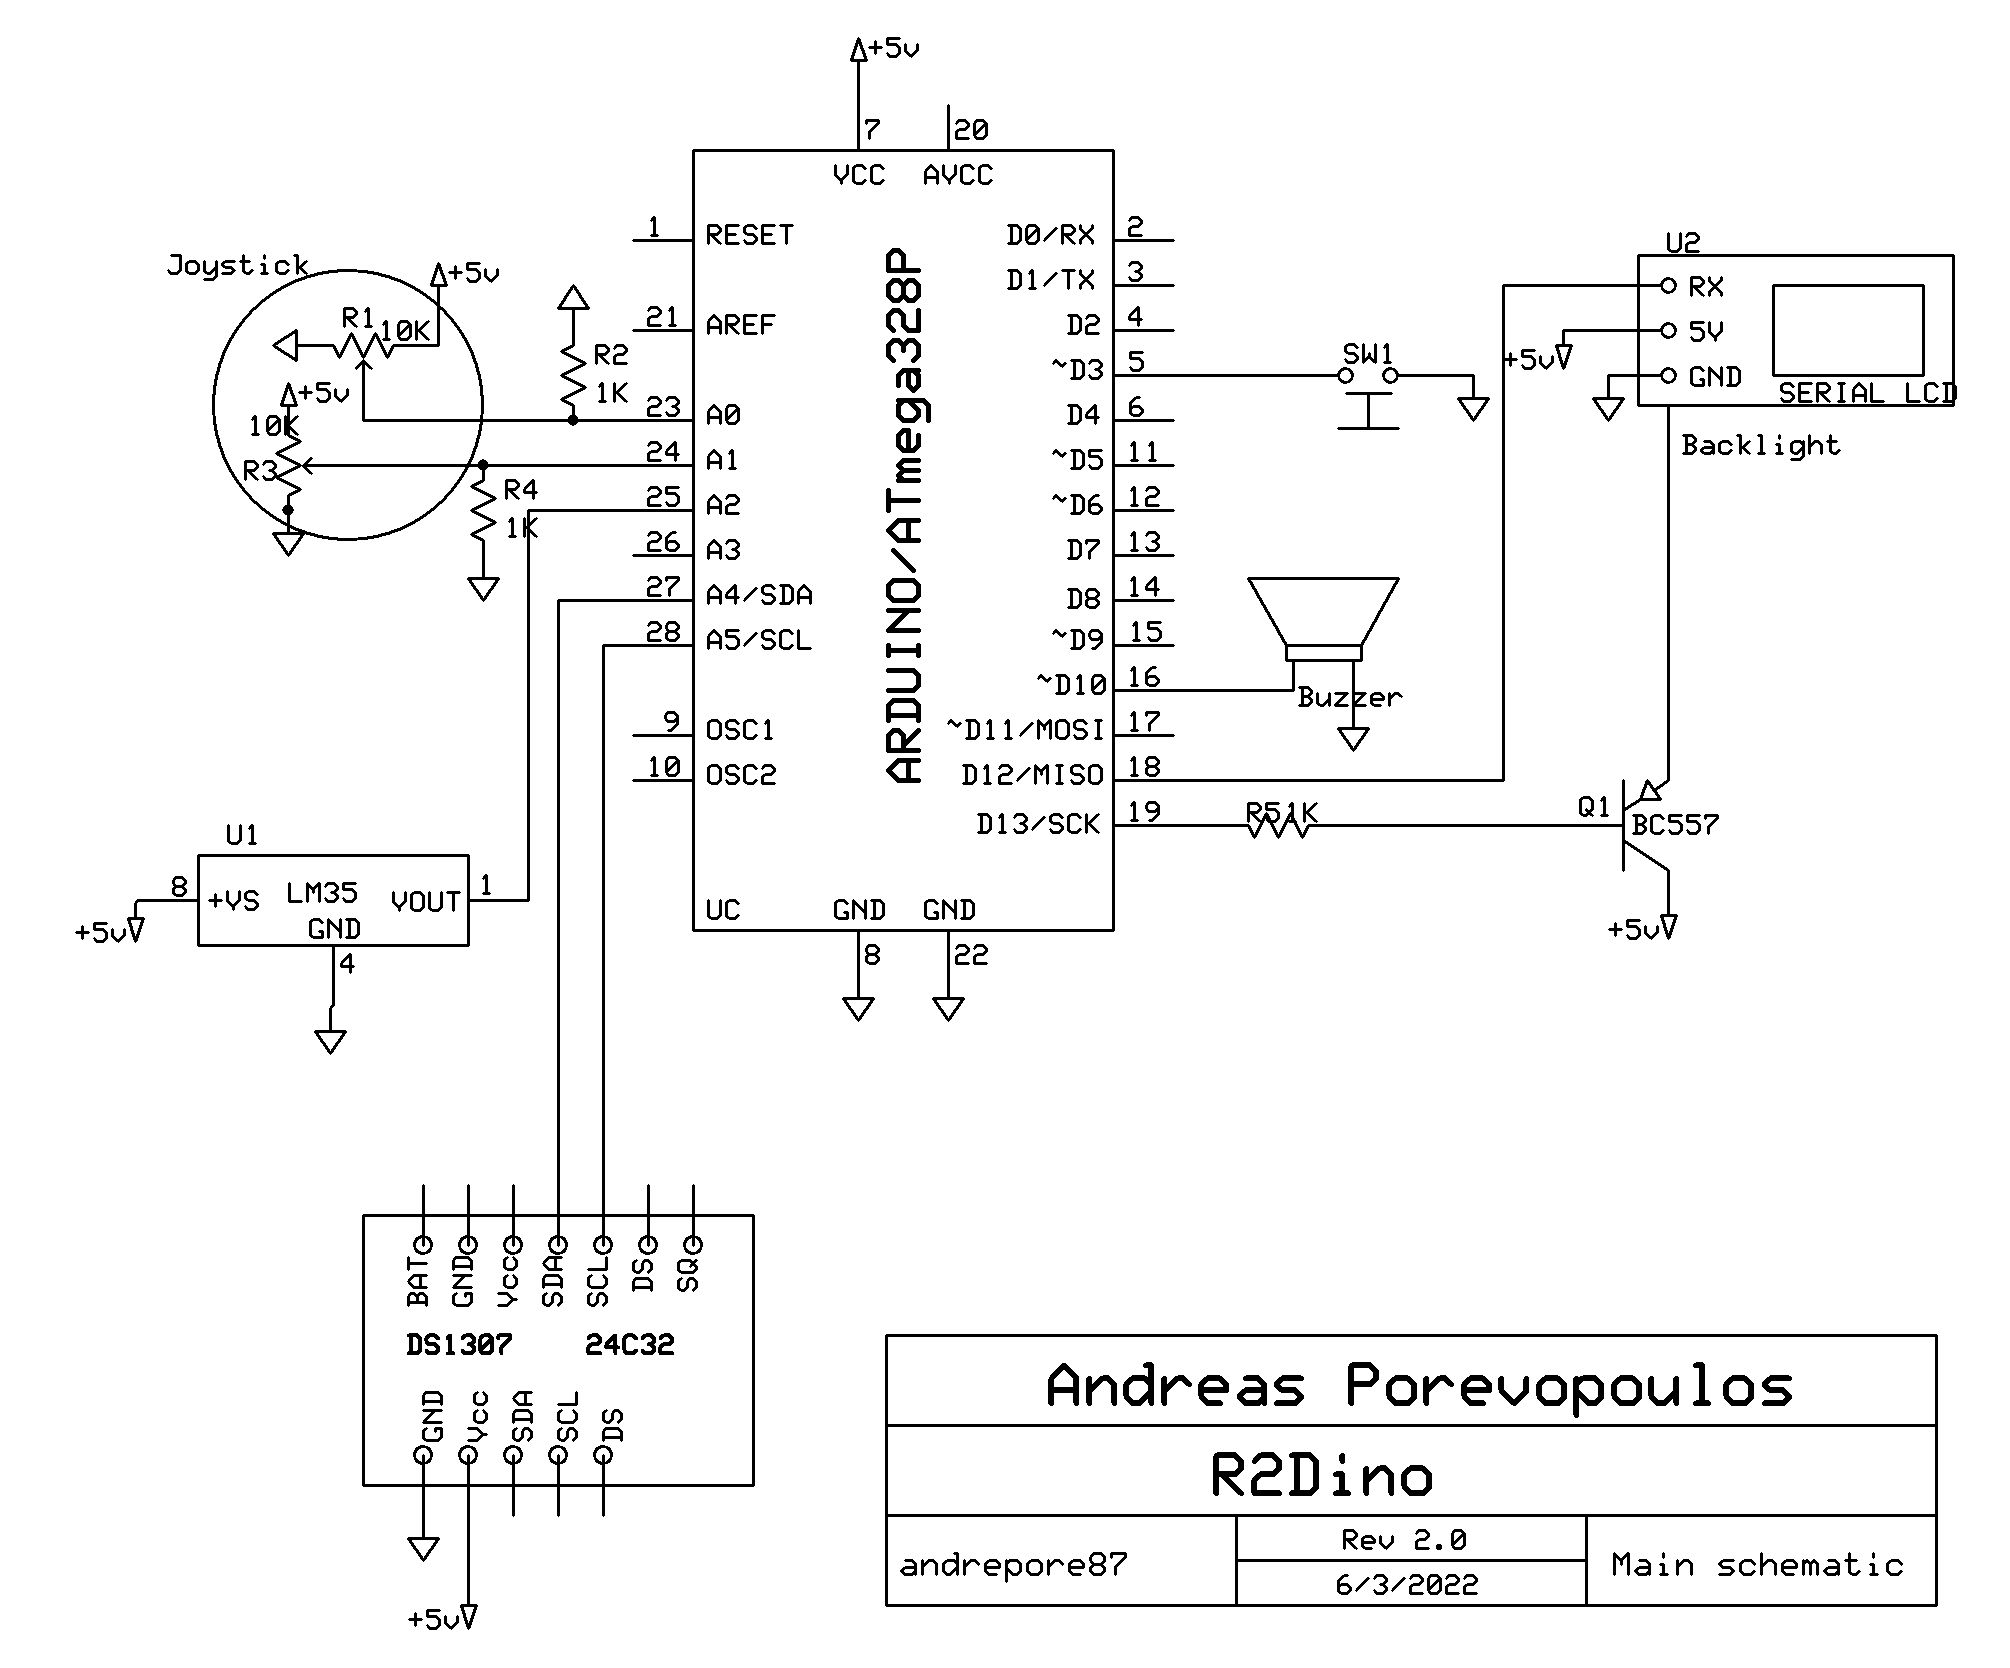 +5v
7
20
VCC
AVCC
1
RESET
D0/RX
2
D1/TX
3
21
AREF
D2
4
~D3
5
23
A0
D4
6
24
A1
~D5
11
25
A2
~D6
12
26
A3
D7
13
27
A4/SDA
D8
14
28
A5/SCL
~D9
15
~D10
16
9
OSC1
~D11/MOSI
17
10
OSC2
D12/MISO
18
D13/SCK
19
UC
GND
GND
8
22
ARDUINO/ATmega328P
Joystick
+5v
R1
10K
+5v
10K
R3
R2
1K
R4
1K
SW1
U2
RX
5V
GND
SERIAL LCD
+5v
Backlight
Buzzer
R5
1K
Q1
BC557
+5v
U1
8
+VS
LM35
VOUT
1
GND
4
+5v
BAT
GND
Vcc
SDA
SCL
DS
SQ
DS1307
24C32
GND
Vcc
SDA
SCL
DS
+5v
Andreas Porevopoulos
R2Dino
andrepore87
Rev 2.0
6/3/2022
Main schematic